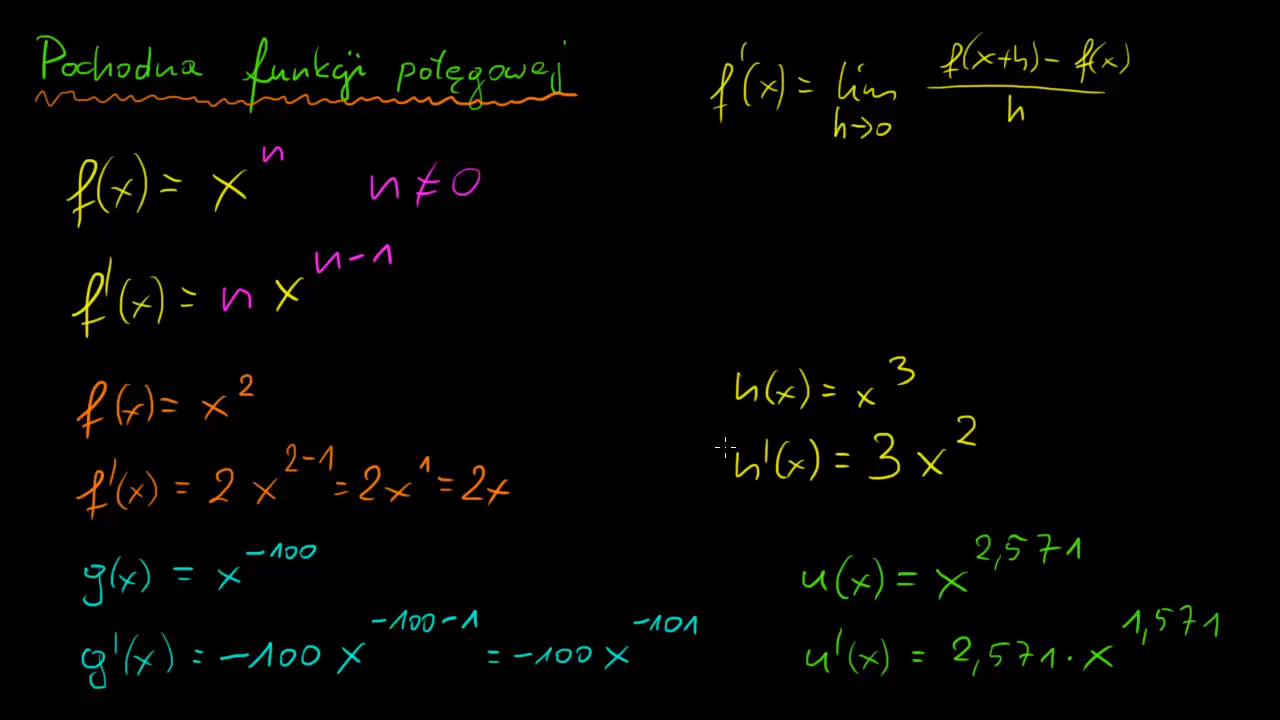 Pochodna funkcji potęgowej
f'(x) = lim h→0 f(x+h) - f(x) / h
f(x) = x^n n ≠ 0
f'(x) = n x^{n-1}
f(x) = x^2
f'(x) = 2 x^{2-1} = 2x^1 = 2x
g(x) = x^{-100}
g'(x) = -100 x^{-100-1} = -100 x^{-101}
h(x) = x^3
h'(x) = 3 x^2
u(x) = x^{2,571}
u'(x) = 2,571 · x^{1,571}